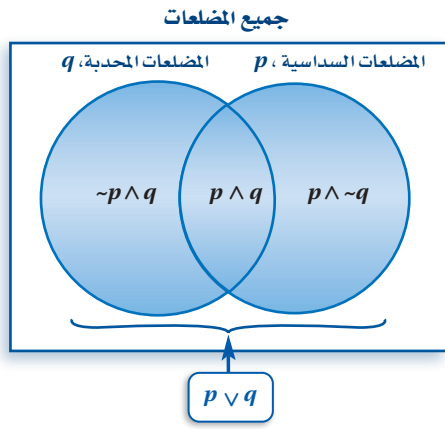 جميع المضلعات
المضلعات السداسية ، p
المضلعات المحدبة، q
~p ∧ q
p ∧ q
p ∧ ~q
p ∨ q